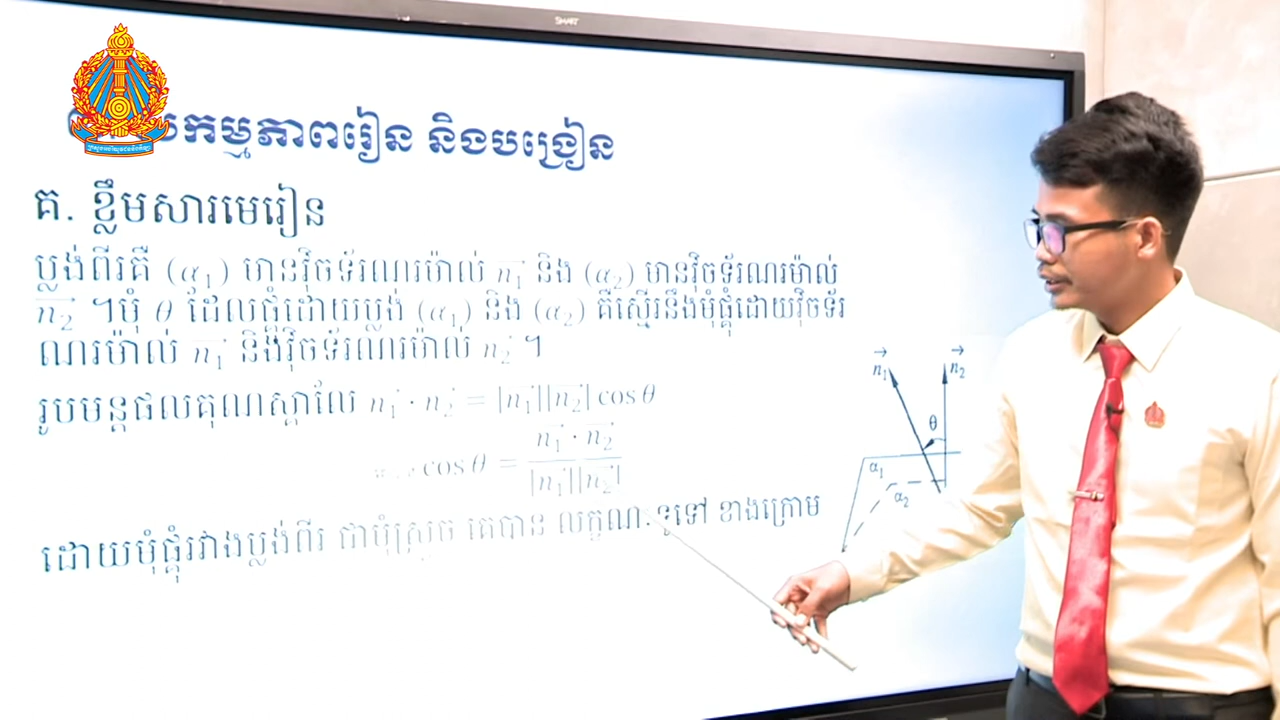 SMART
សកម្មភាពរៀន និងបង្រៀន
គ. ខ្លឹមសារមេរៀន
ប្លង់ពីរគឺ (α₁) មានវ៉ិចទ័រណរម៉ាល់ n₁⃗ និង (α₂) មានវ៉ិចទ័រណរម៉ាល់
n₂⃗ ។មុំ θ ដែលផ្គុំដោយប្លង់ (α₁) និង (α₂) គឺស្មើរនឹងមុំផ្គុំដោយវ៉ិចទ័រ
ណរម៉ាល់ n₁⃗ និងវ៉ិចទ័រណរម៉ាល់ n₂⃗ ។
រូបមន្តផលគុណស្កាលែ n₁⃗ · n₂⃗ = |n₁⃗||n₂⃗| cos θ
cos θ = (n₁⃗ · n₂⃗) / (|n₁⃗||n₂⃗|)
ដោយមុំផ្គុំរវាងប្លង់ពីរ ជាមុំស្រួច គេបាន លក្ខណៈទូទៅ ខាងក្រោម
n₁⃗ n₂⃗
θ
α₁
α₂